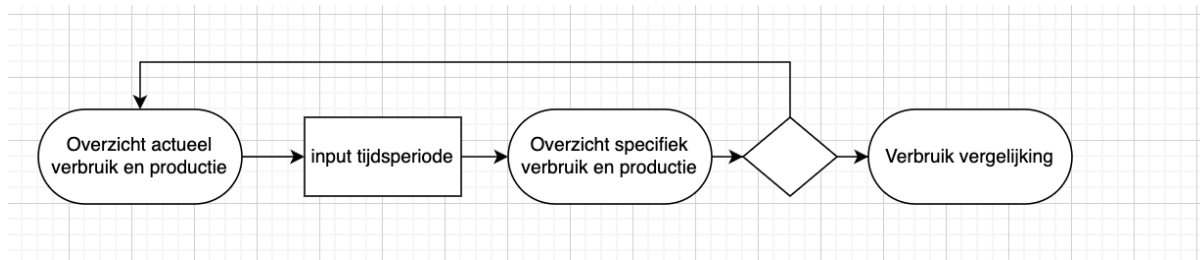 Overzicht actueel
verbruik en productie
input tijdsperiode
Overzicht specifiek
verbruik en productie
Verbruik vergelijking